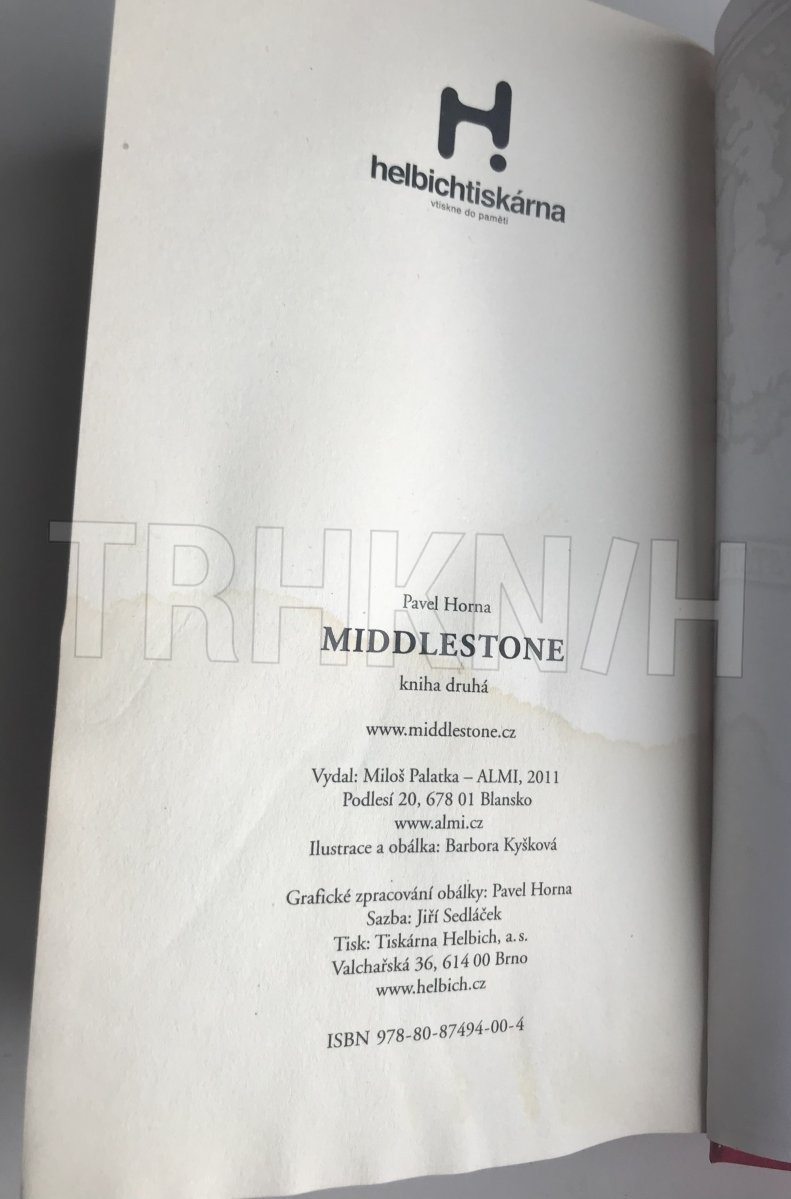 helbichtiskárna
vtiskne do paměti
TRHKN/H
Pavel Horna
MIDDLESTONE
kniha druhá
www.middlestone.cz
Vydal: Miloš Palatka – ALMI, 2011
Podlesí 20, 678 01 Blansko
www.almi.cz
Ilustrace a obálka: Barbora Kyšková
Grafické zpracování obálky: Pavel Horna
Sazba: Jiří Sedláček
Tisk: Tiskárna Helbich, a.s.
Valchařská 36, 614 00 Brno
www.helbich.cz
ISBN 978-80-87494-00-4